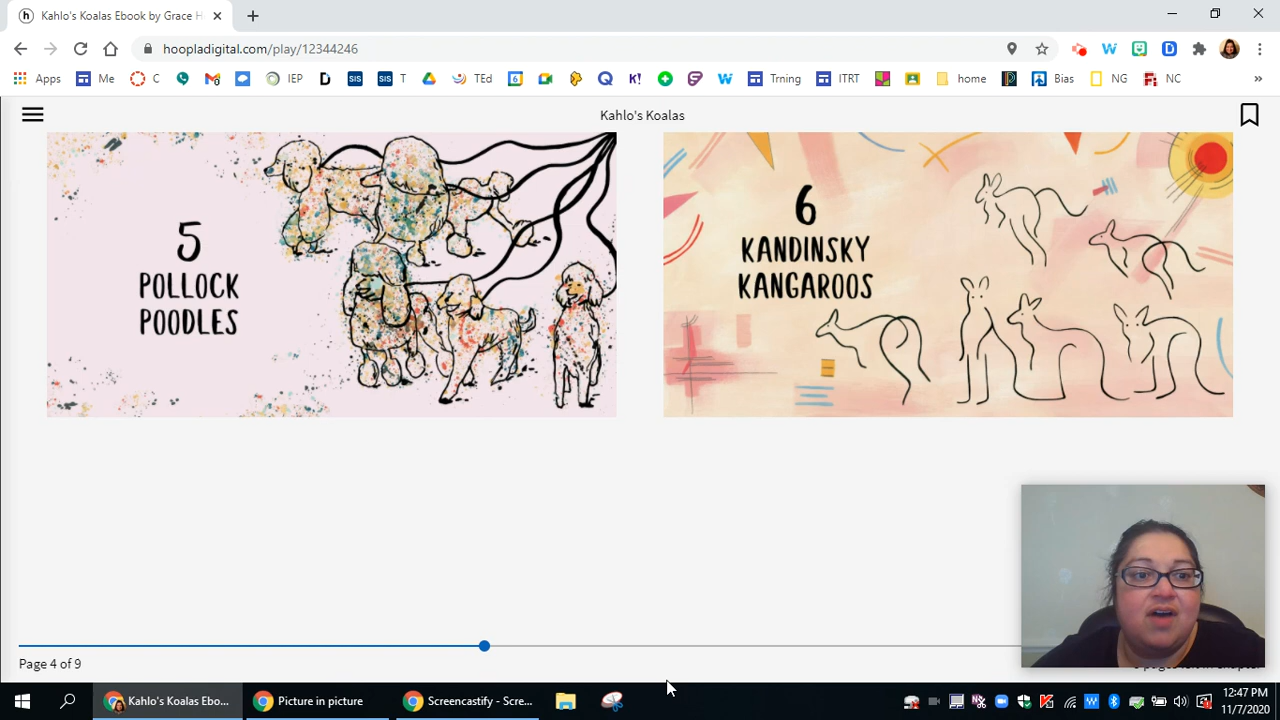 Kahlo's Koalas Ebook by Grace H
hoopladigital.com/play/12344246
Apps Me C IEP SIS SIS T TEd K! Trning ITRT home Bias NG NC »
Kahlo's Koalas
5
POLLOCK
POODLES
6
KANDINSKY
KANGAROOS
Page 4 of 9
Kahlo's Koalas Ebo...
Picture in picture
Screencastify - Scre...
12:47 PM
11/7/2020